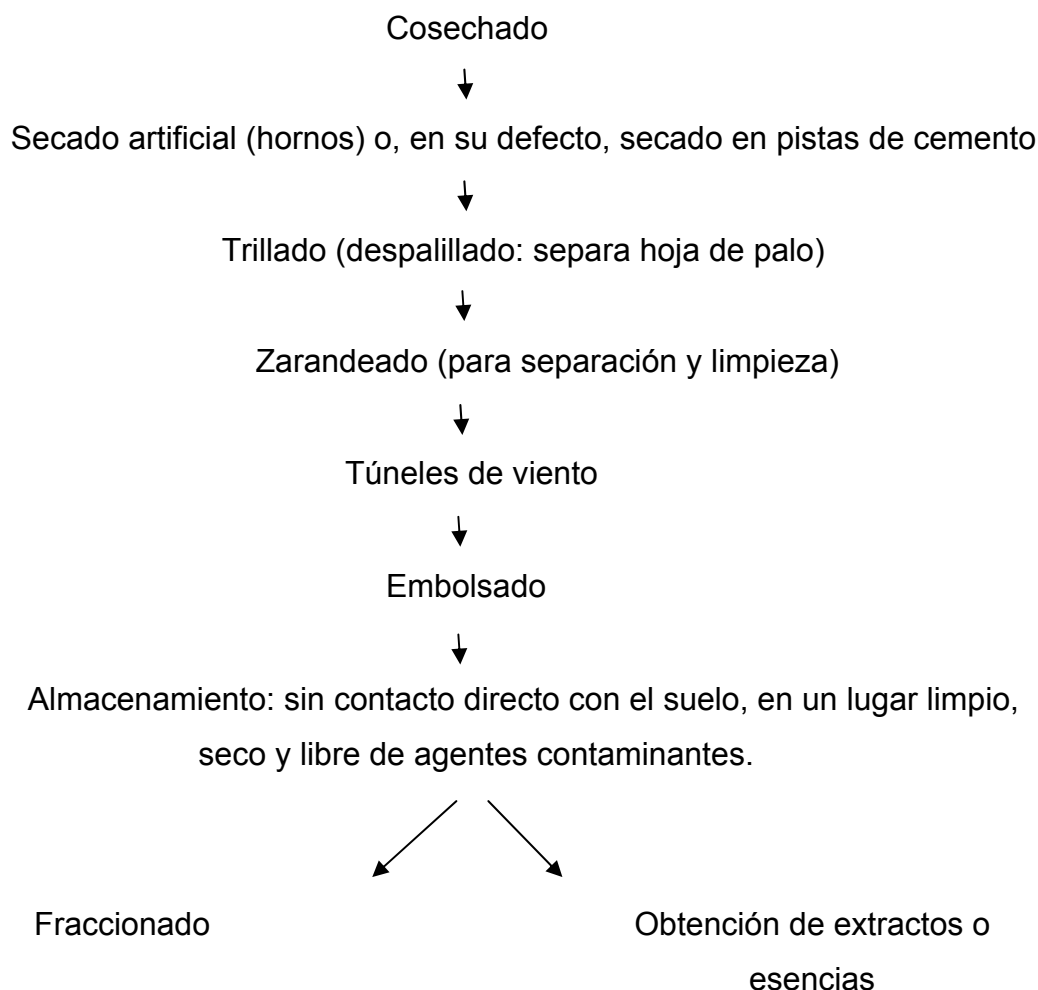 Cosechado
Secado artificial (hornos) o, en su defecto, secado en pistas de cemento
Trillado (despalillado: separa hoja de palo)
Zarandeado (para separación y limpieza)
Túneles de viento
Embolsado
Almacenamiento: sin contacto directo con el suelo, en un lugar limpio,
seco y libre de agentes contaminantes.
Fraccionado
Obtención de extractos o
esencias